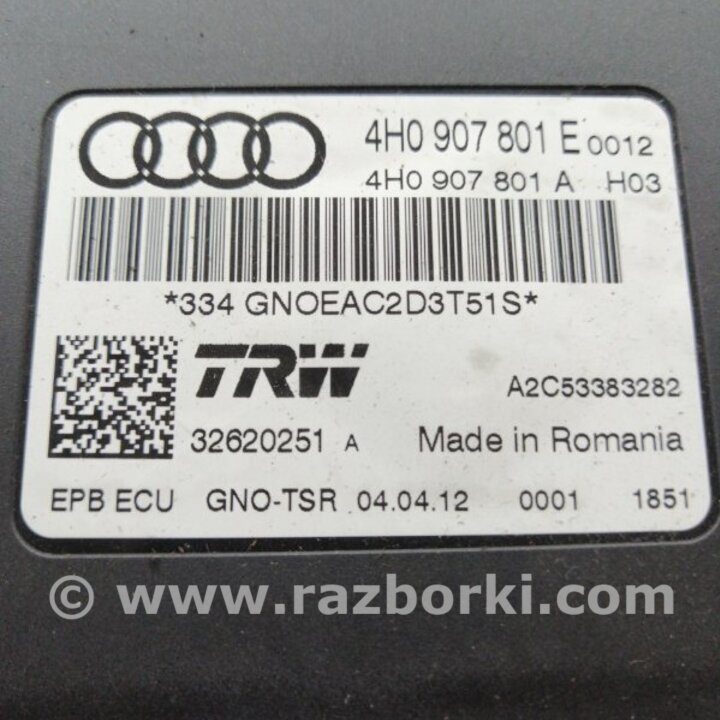 4H0 907 801 E 0012
4H0 907 801 A H03
*334 GNOEAC2D3T51S*
TRW
A2C53383282
32620251 A Made in Romania
EPB ECU GNO-TSR 04.04.12 0001 1851
© www.razborki.com